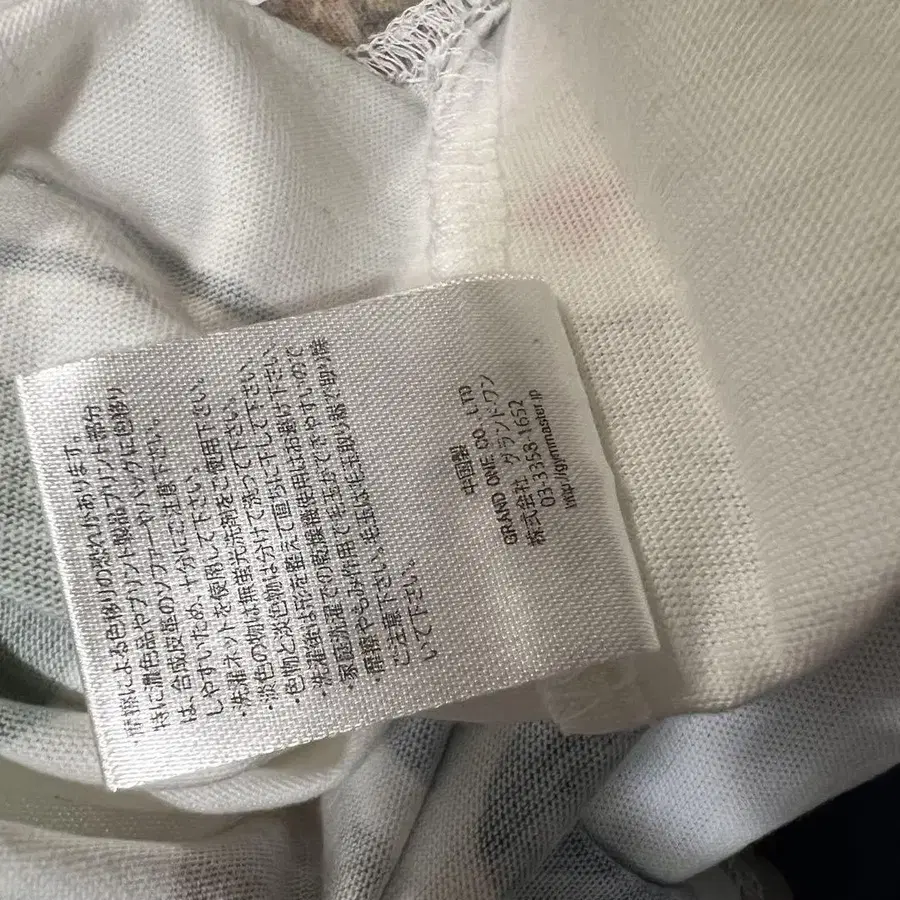 ・摩擦による色移りの恐れがあります。
特に濃色品やプリント製品プリント部分
は、合成皮革のソファーやバッグに色移り
しやすいため、十分にご注意下さい。
・洗濯ネットを使用して下さい。
・淡色の物は無蛍光洗剤をご使用下さい。
・色物と淡色物は分けて洗って下さい。
・洗濯後は形を整えて直ちに干して下さい。
・家庭洗濯での乾燥機使用はお避け下さい。
・摩擦やもみ作用で毛玉がでやすいので
ご注意下さい。毛玉は毛玉取り器で取り除
いて下さい。
中国製
GRAND ONE CO.,LTD
株式会社 グランドワン
03-3358-1652
http://gymmaster.jp